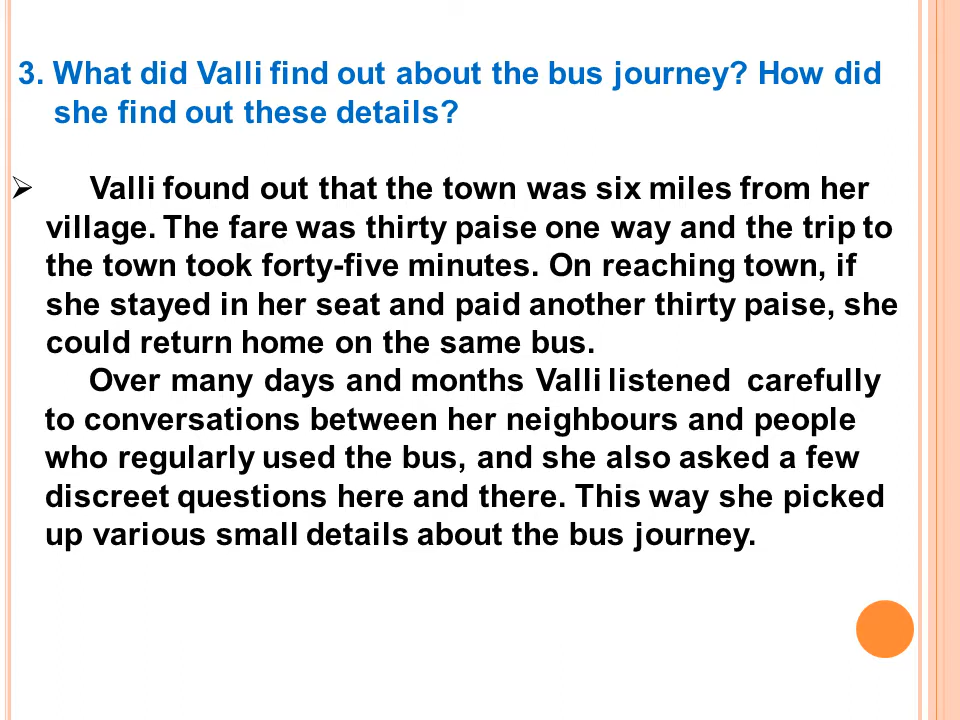 3. What did Valli find out about the bus journey? How did
she find out these details?
➢ Valli found out that the town was six miles from her
village. The fare was thirty paise one way and the trip to
the town took forty-five minutes. On reaching town, if
she stayed in her seat and paid another thirty paise, she
could return home on the same bus.
Over many days and months Valli listened carefully
to conversations between her neighbours and people
who regularly used the bus, and she also asked a few
discreet questions here and there. This way she picked
up various small details about the bus journey.